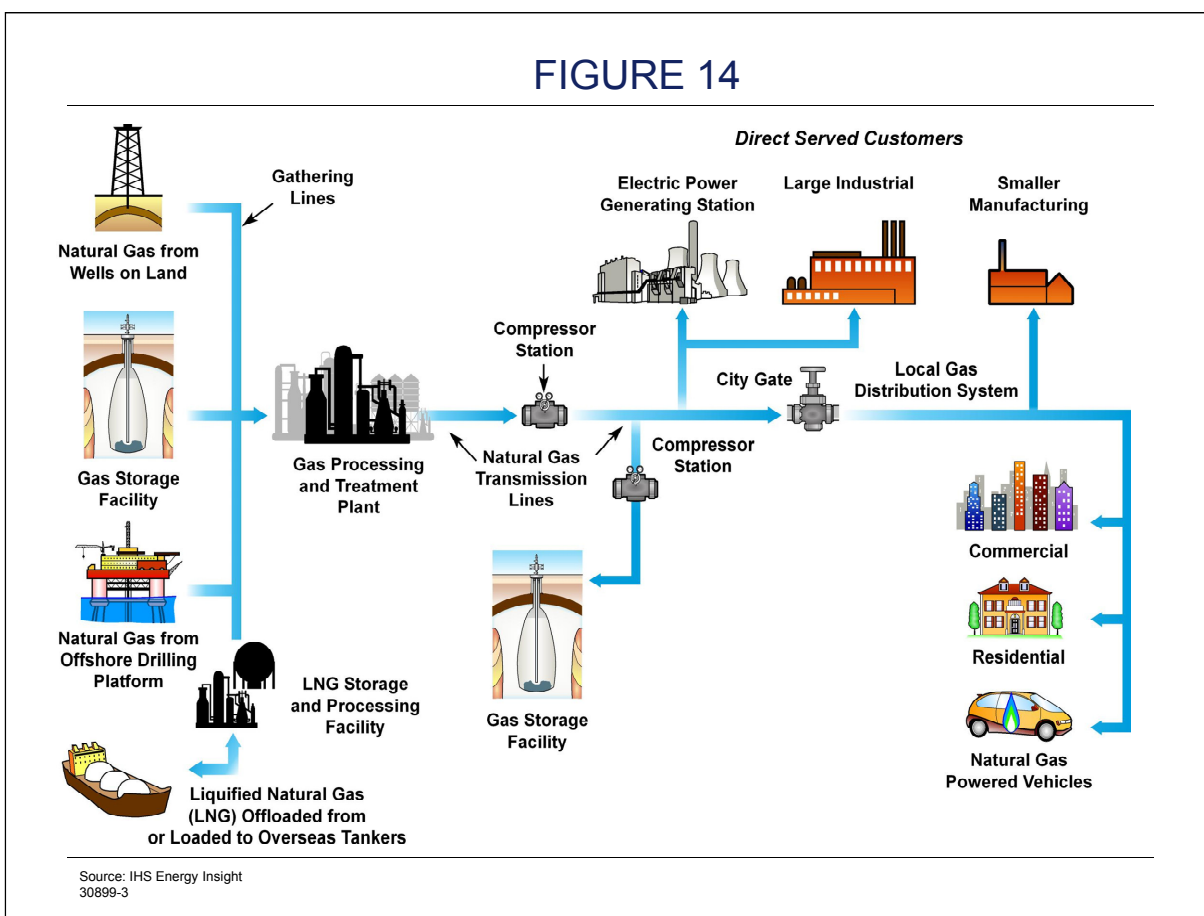 FIGURE 14
Direct Served Customers
Gathering
Lines
Electric Power
Generating Station
Large Industrial
Smaller
Manufacturing
Natural Gas from
Wells on Land
Compressor
Station
City Gate
Local Gas
Distribution System
Gas Processing
and Treatment
Plant
Natural Gas
Transmission
Lines
Compressor
Station
Gas Storage
Facility
Commercial
Natural Gas from
Offshore Drilling
Platform
Residential
LNG Storage
and Processing
Facility
Gas Storage
Facility
Natural Gas
Powered Vehicles
Liquified Natural Gas
(LNG) Offloaded from
or Loaded to Overseas Tankers
Source: IHS Energy Insight
30899-3